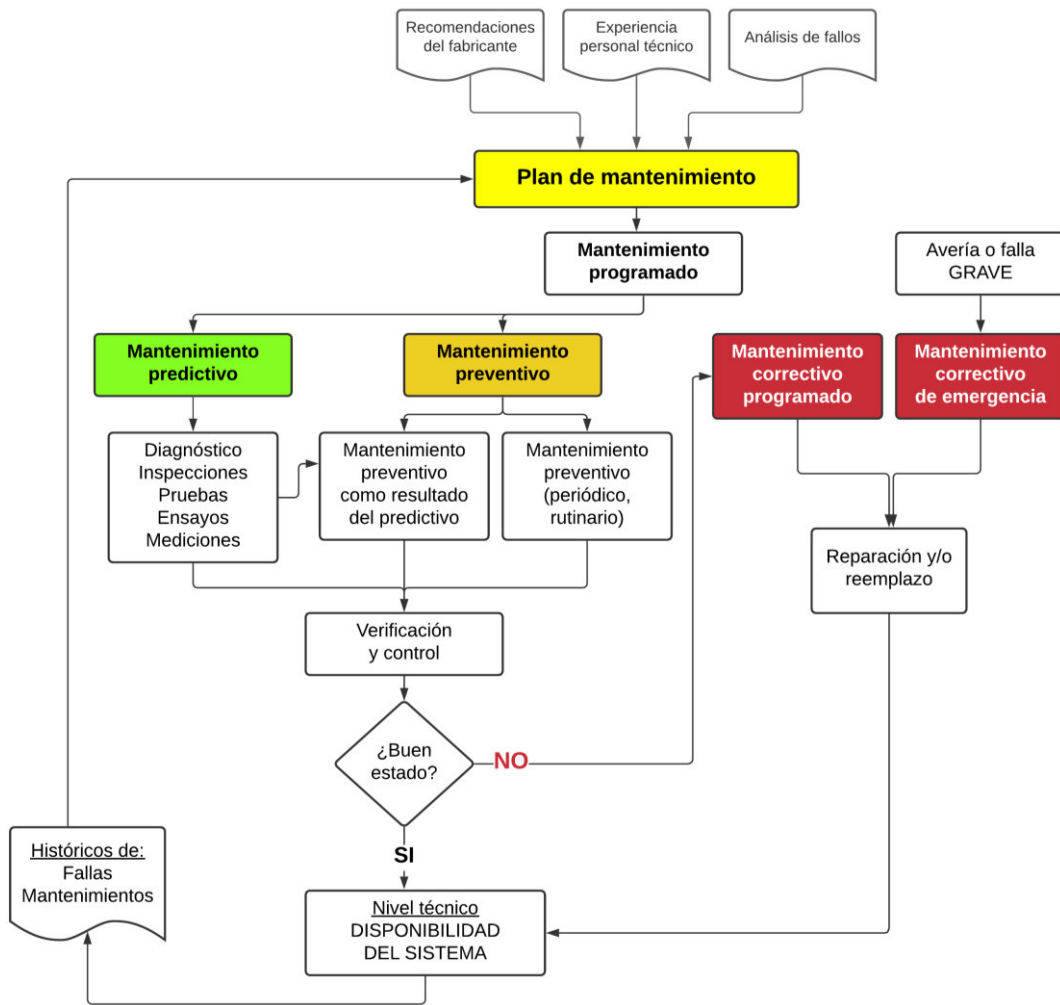 Recomendaciones
del fabricante
Experiencia
personal técnico
Análisis de fallos
Plan de mantenimiento
Mantenimiento
programado
Avería o falla
GRAVE
Mantenimiento
predictivo
Mantenimiento
preventivo
Mantenimiento
correctivo
programado
Mantenimiento
correctivo
de emergencia
Diagnóstico
Inspecciones
Pruebas
Ensayos
Mediciones
Mantenimiento
preventivo
como resultado
del predictivo
Mantenimiento
preventivo
(periódico,
rutinario)
Reparación y/o
reemplazo
Verificación
y control
¿Buen
estado?
NO
SI
Históricos de:
Fallas
Mantenimientos
Nivel técnico
DISPONIBILIDAD
DEL SISTEMA